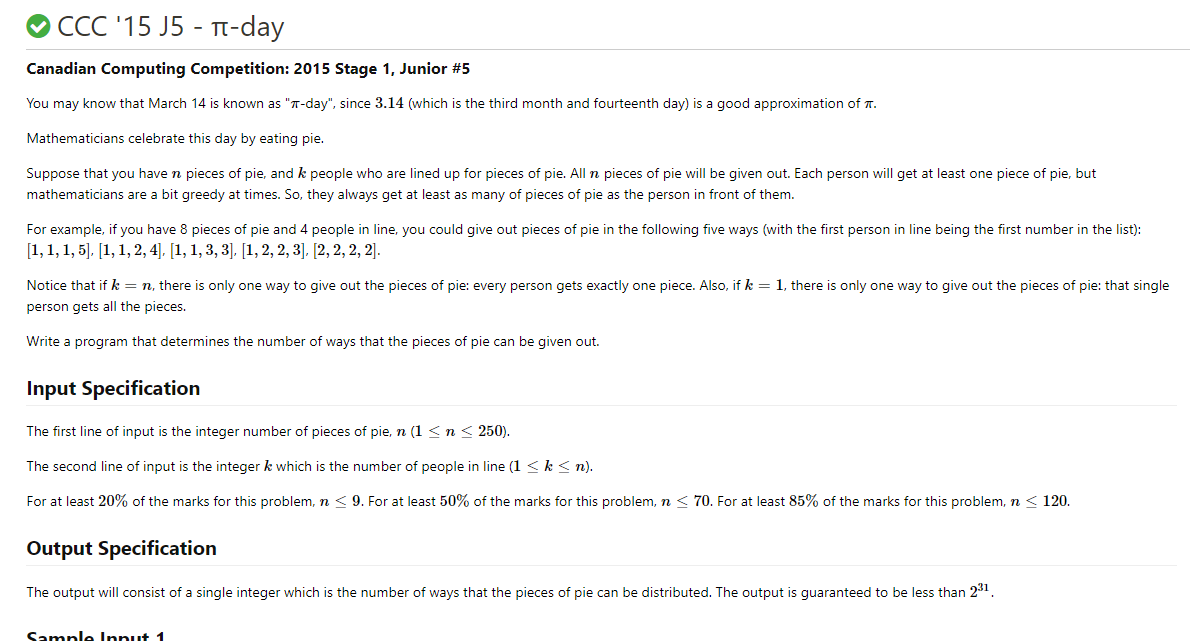 CCC '15 J5 - π-day
Canadian Computing Competition: 2015 Stage 1, Junior #5
You may know that March 14 is known as "π-day", since 3.14 (which is the third month and fourteenth day) is a good approximation of π.
Mathematicians celebrate this day by eating pie.
Suppose that you have n pieces of pie, and k people who are lined up for pieces of pie. All n pieces of pie will be given out. Each person will get at least one piece of pie, but
mathematicians are a bit greedy at times. So, they always get at least as many of pieces of pie as the person in front of them.
For example, if you have 8 pieces of pie and 4 people in line, you could give out pieces of pie in the following five ways (with the first person in line being the first number in the list):
[1, 1, 1, 5], [1, 1, 2, 4], [1, 1, 3, 3], [1, 2, 2, 3], [2, 2, 2, 2].
Notice that if k = n, there is only one way to give out the pieces of pie: every person gets exactly one piece. Also, if k = 1, there is only one way to give out the pieces of pie: that single
person gets all the pieces.
Write a program that determines the number of ways that the pieces of pie can be given out.
Input Specification
The first line of input is the integer number of pieces of pie, n (1 ≤ n ≤ 250).
The second line of input is the integer k which is the number of people in line (1 ≤ k ≤ n).
For at least 20% of the marks for this problem, n ≤ 9. For at least 50% of the marks for this problem, n ≤ 70. For at least 85% of the marks for this problem, n ≤ 120.
Output Specification
The output will consist of a single integer which is the number of ways that the pieces of pie can be distributed. The output is guaranteed to be less than 2³¹.
Sample Input 1